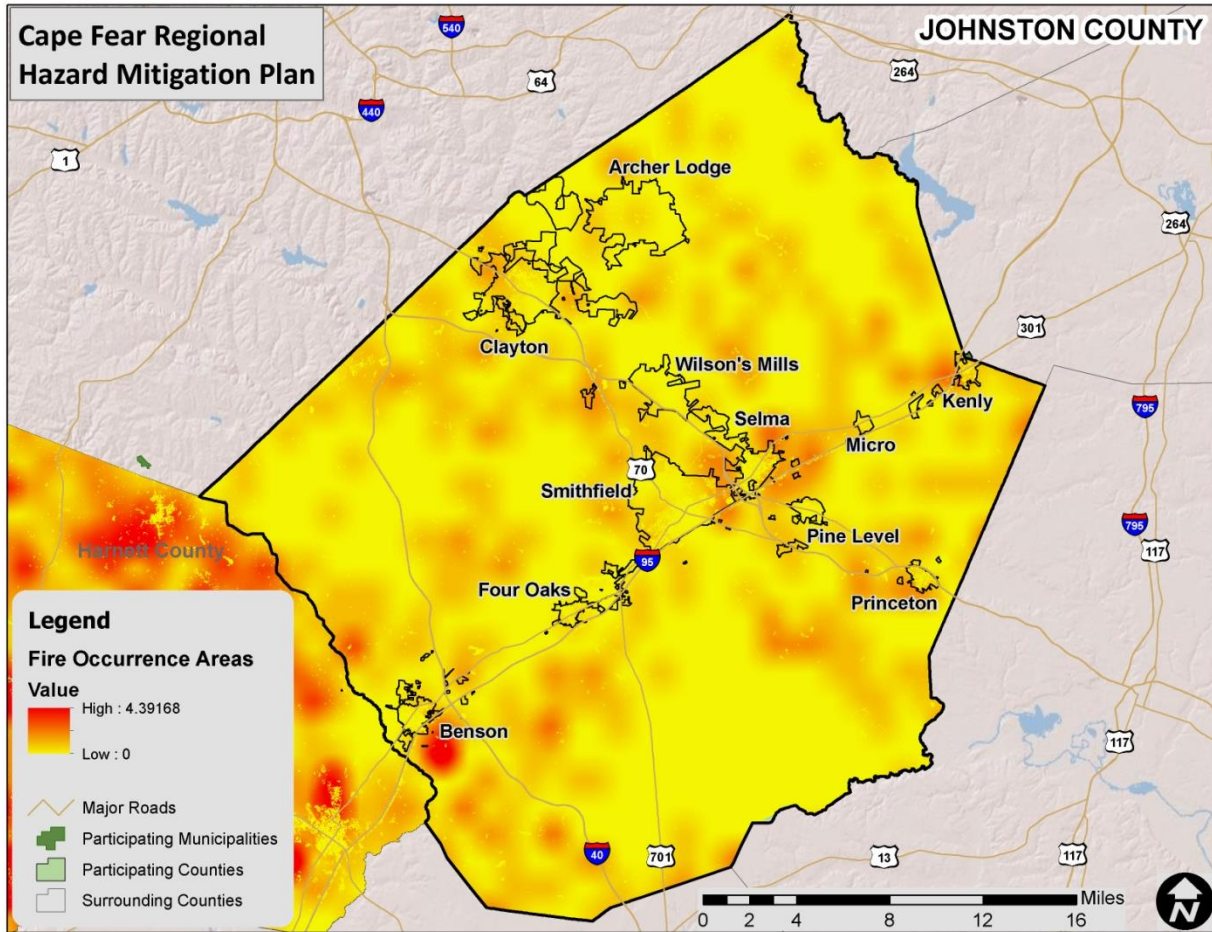 Cape Fear Regional
Hazard Mitigation Plan
JOHNSTON COUNTY
540
264
64
440
1
Archer Lodge
264
301
Clayton
Wilson's Mills
Kenly
795
Selma
Micro
70
Smithfield
795
117
Pine Level
Harnett County
95
Four Oaks
Princeton
Benson
117
40
701
13
117
Legend
Fire Occurrence Areas
Value
High : 4.39168
Low : 0
Major Roads
Participating Municipalities
Participating Counties
Surrounding Counties
Miles
0 2 4 8 12 16
N